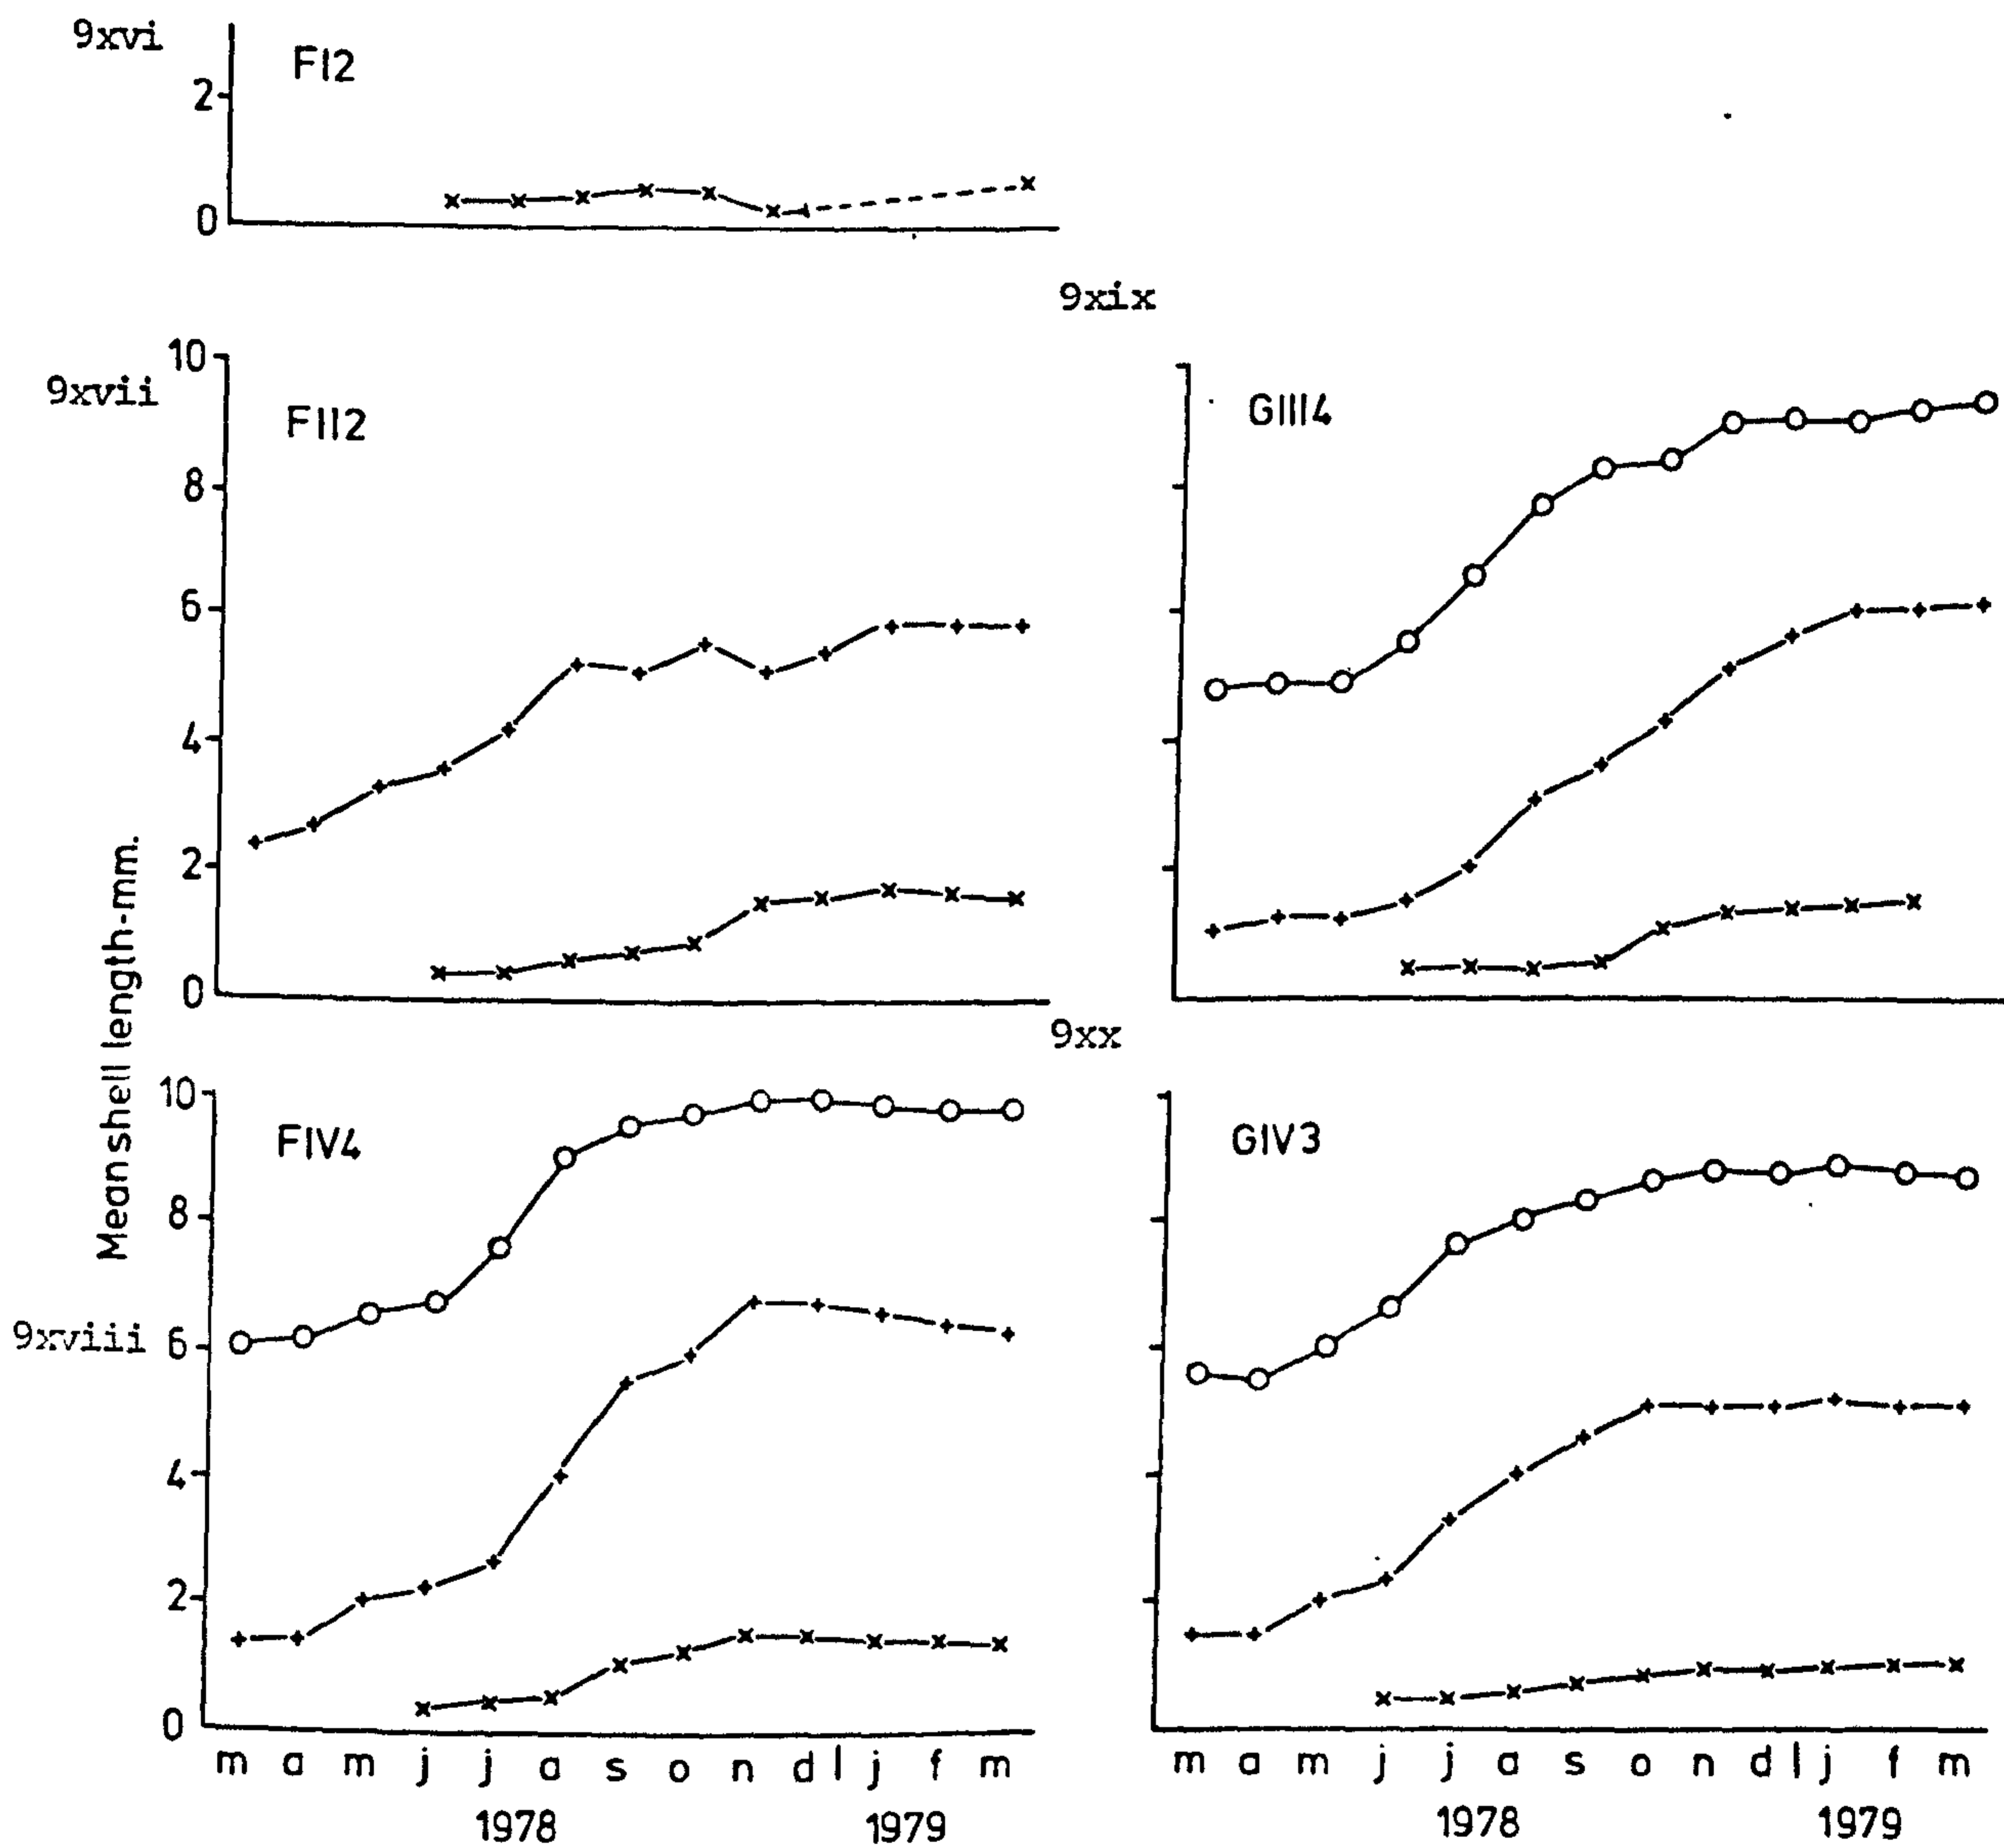 9xvi
FI2
2
0
9xix
10
9xvii
FII2
GIII4
8
6
4
2
0
Mean shell length-mm.
9xx
10
FIV4
GIV3
8
9xviii
6
4
2
0
m a m j j a s o n d j f m
1978 1979
m a m j j a s o n d j f m
1978 1979